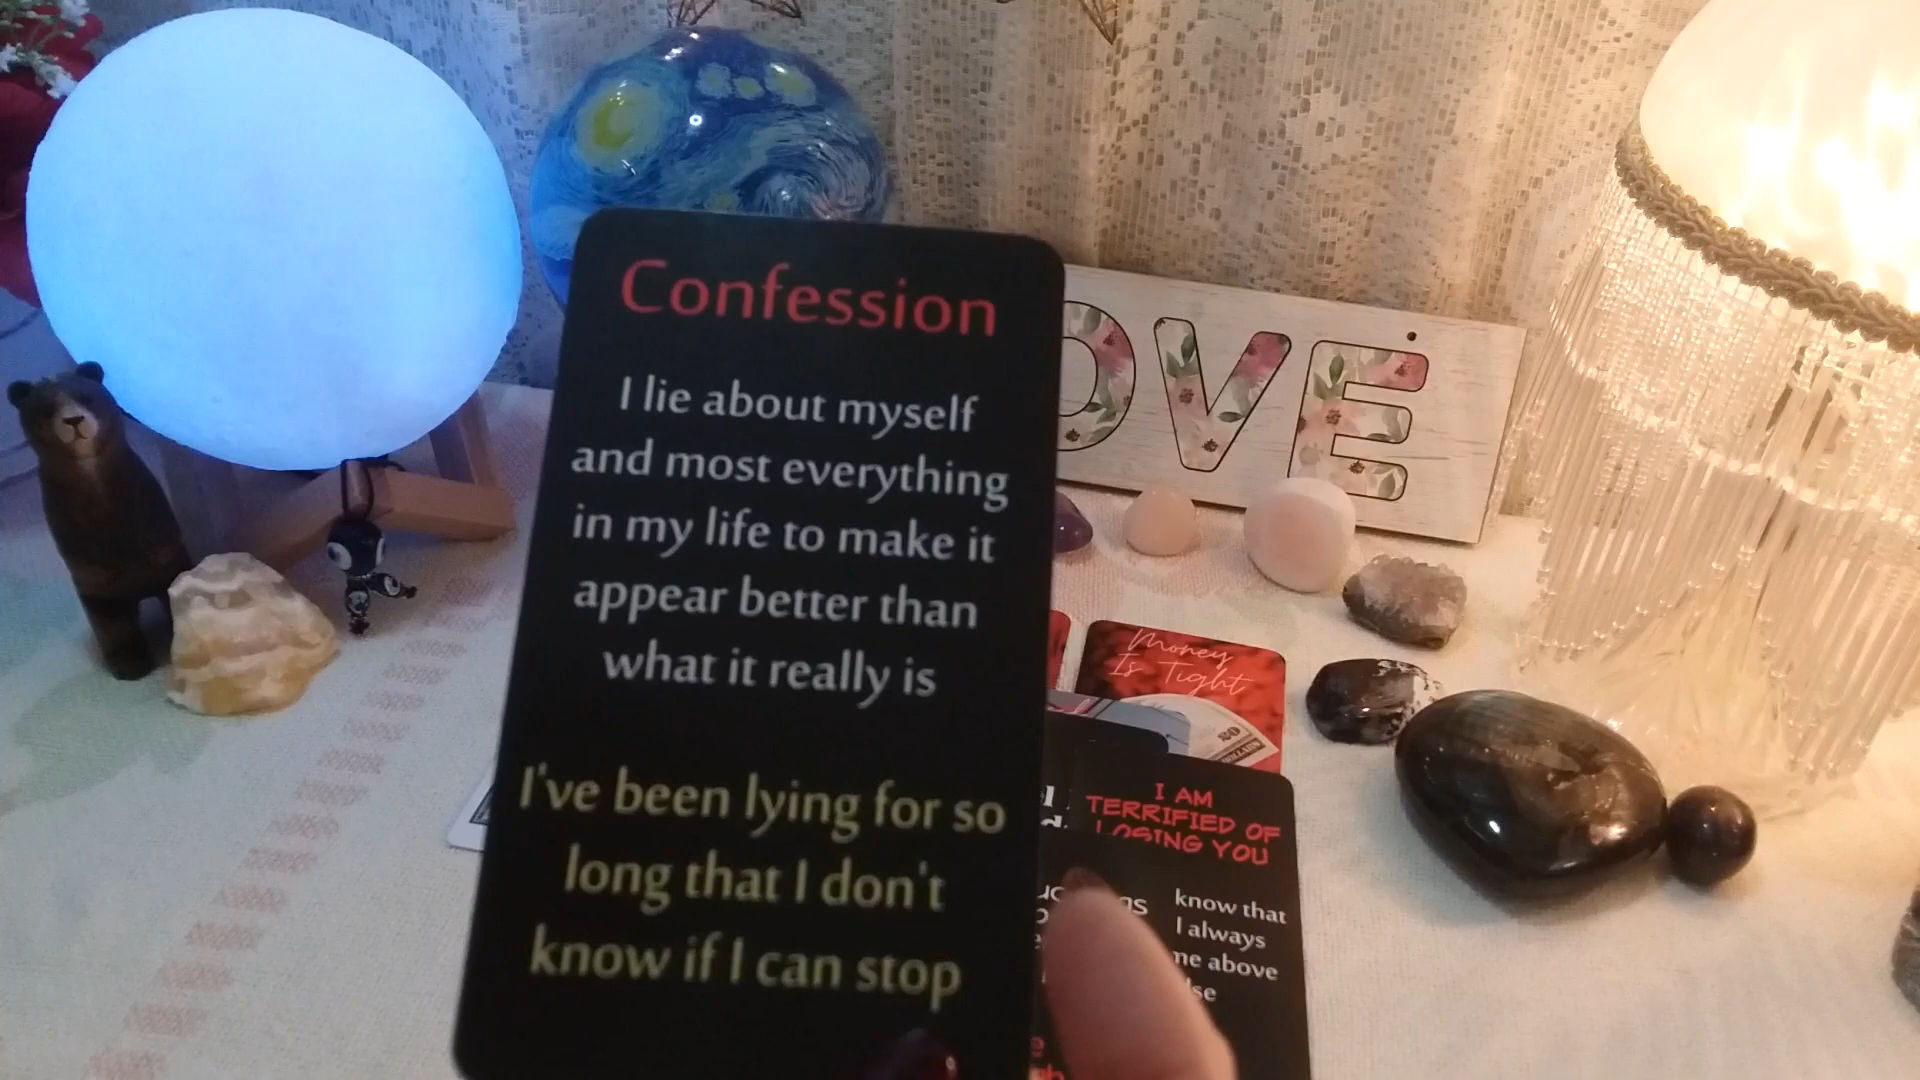 Confession
I lie about myself
and most everything
in my life to make it
appear better than
what it really is
I've been lying for so
long that I don't
know if I can stop
OVE
Money
Is Tight
20
I AM
TERRIFIED OF
LOSING YOU
know that
I always
me above